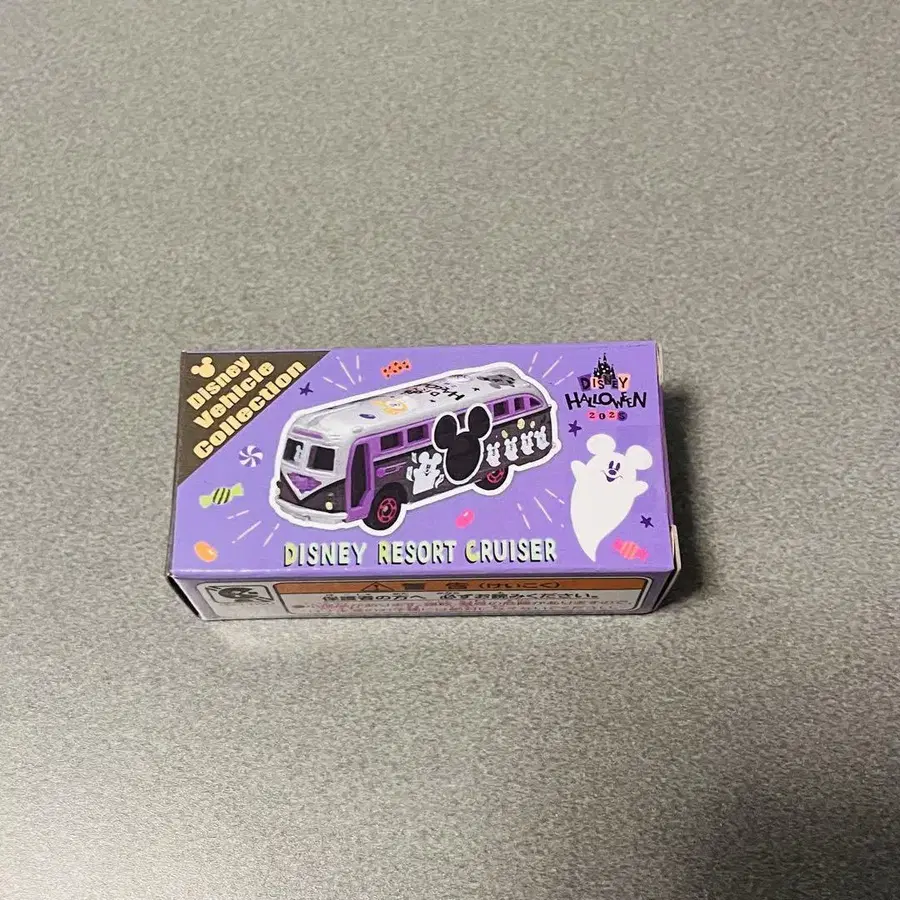 Disney
Vehicle
Collection
DISNEY
HALLOWEEN
2025
DISNEY RESORT CRUISER
警告 (けいこく)
保護者の方へ 必ずお読みください。